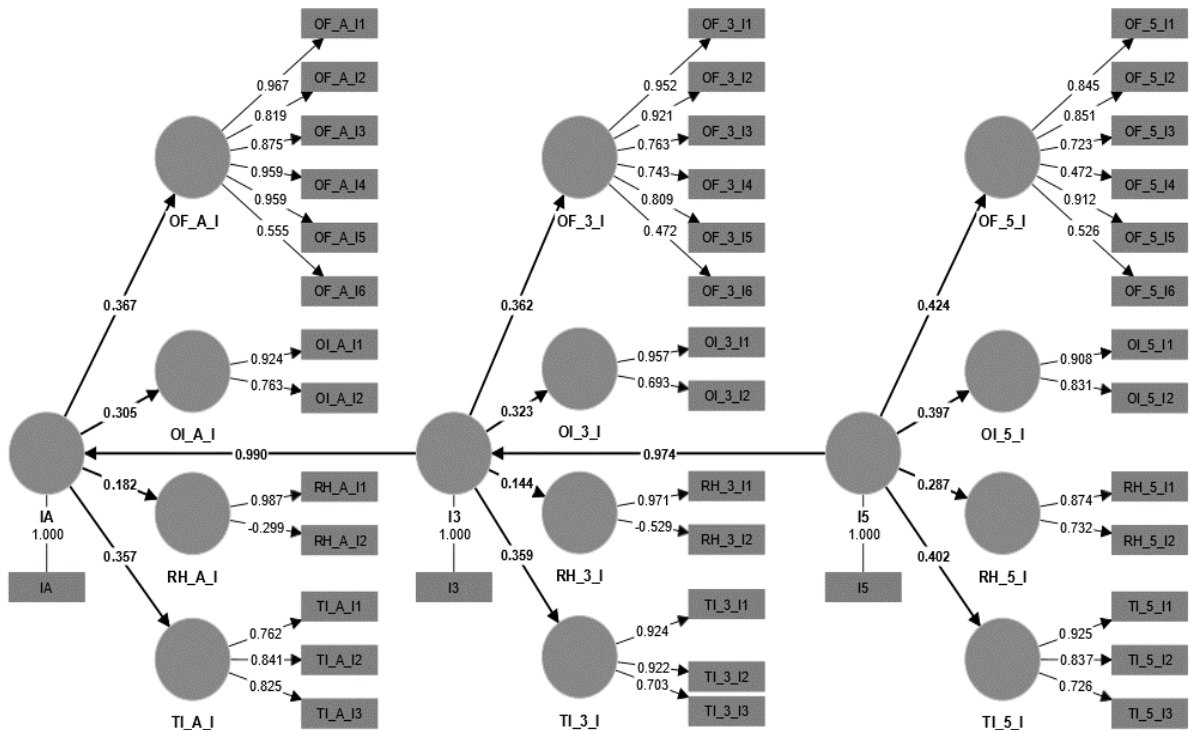 OF_A_I1
0.967
OF_A_I2
0.819
OF_A_I3
0.875
OF_A_I4
0.959
OF_A_I5
0.959
OF_A_I6
0.555
OF_A_I
0.367
OI_A_I1
0.924
OI_A_I2
0.763
OI_A_I
0.305
RH_A_I1
0.987
RH_A_I2
-0.299
RH_A_I
0.182
TI_A_I1
0.762
TI_A_I2
0.841
TI_A_I3
0.825
TI_A_I
0.357
IA
1.000
IA
0.990
OF_3_I1
0.952
OF_3_I2
0.921
OF_3_I3
0.763
OF_3_I4
0.743
OF_3_I5
0.809
OF_3_I6
0.472
OF_3_I
0.362
OI_3_I1
0.957
OI_3_I2
0.693
OI_3_I
0.323
RH_3_I1
0.971
RH_3_I2
-0.529
RH_3_I
0.144
TI_3_I1
0.924
TI_3_I2
0.922
TI_3_I3
0.703
TI_3_I
0.359
I3
1.000
I3
0.974
OF_5_I1
0.845
OF_5_I2
0.851
OF_5_I3
0.723
OF_5_I4
0.472
OF_5_I5
0.912
OF_5_I6
0.526
OF_5_I
0.424
OI_5_I1
0.908
OI_5_I2
0.831
OI_5_I
0.397
RH_5_I1
0.874
RH_5_I2
0.732
RH_5_I
0.287
TI_5_I1
0.925
TI_5_I2
0.837
TI_5_I3
0.726
TI_5_I
0.402
I5
1.000
I5